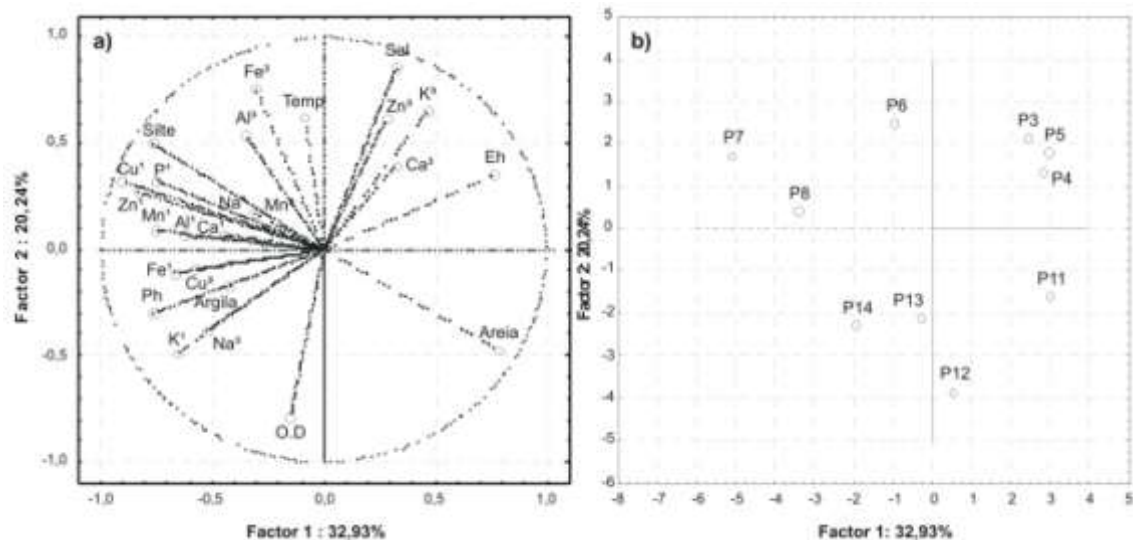 a)
1,0
0,5
0,0
-0,5
-1,0
Factor 2 : 20,24%
Sal
Fe³
Temp
Zn³
K³
Al³
Silte
Ca³
Eh
Cu¹
P¹
Zn¹
Na
Mn
Mn¹
Al¹
Ca¹
Fe¹
Cu³
Ph
Argila
K¹
Na³
Areia
O.D
-1,0 -0,5 0,0 0,5 1,0
Factor 1 : 32,93%
b)
5
4
3
2
1
0
-1
-2
-3
-4
-5
-6
Factor 2: 20,24%
P6
P3
P7
P5
P4
P8
P11
P13
P14
P12
-8 -7 -6 -5 -4 -3 -2 -1 0 1 2 3 4 5
Factor 1: 32,93%